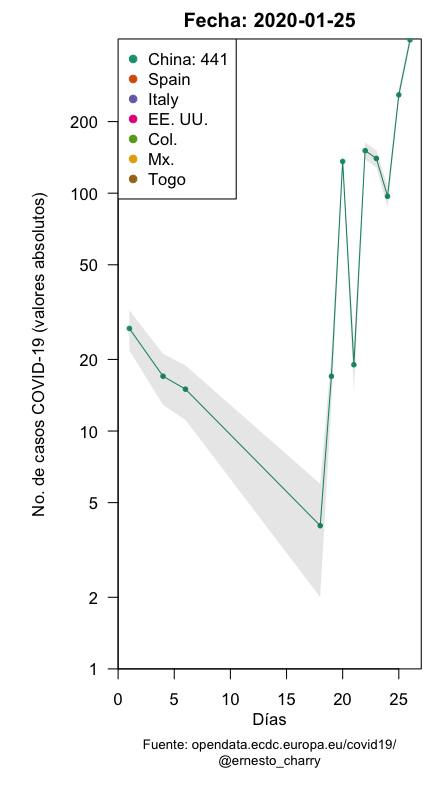 Fecha: 2020-01-25
China: 441
Spain
Italy
EE. UU.
Col.
Mx.
Togo
No. de casos COVID-19 (valores absolutos)
200
100
50
20
10
5
2
1
0 5 10 15 20 25
Días
Fuente: opendata.ecdc.europa.eu/covid19/
@ernesto_charry